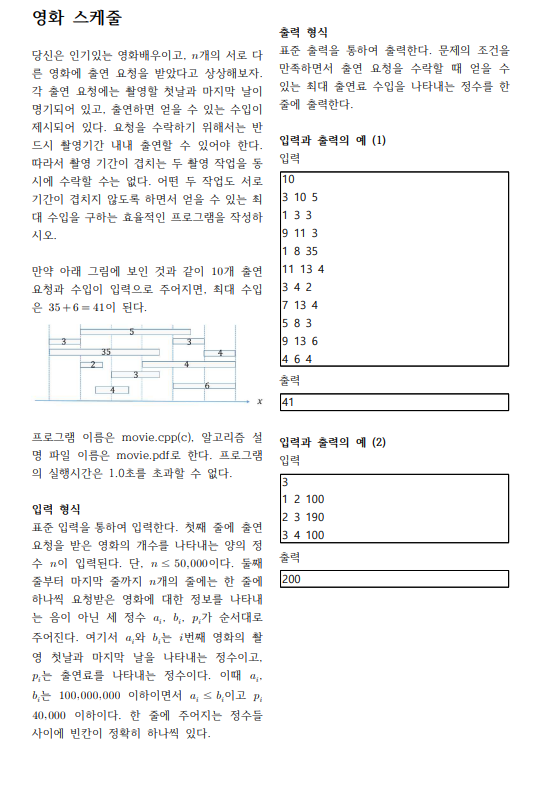 영화 스케줄
당신은 인기있는 영화배우이고, n개의 서로 다
른 영화에 출연 요청을 받았다고 상상해보자.
각 출연 요청에는 촬영할 첫날과 마지막 날이
명기되어 있고, 출연하면 얻을 수 있는 수입이
제시되어 있다. 요청을 수락하기 위해서는 반
드시 촬영기간 내내 출연할 수 있어야 한다.
따라서 촬영 기간이 겹치는 두 촬영 작업을 동
시에 수락할 수는 없다. 어떤 두 작업도 서로
기간이 겹치지 않도록 하면서 얻을 수 있는 최
대 수입을 구하는 효율적인 프로그램을 작성하
시오.
만약 아래 그림에 보인 것과 같이 10개 출연
요청과 수입이 입력으로 주어지면, 최대 수입
은 35+6=41이 된다.
5
3 3
35 4
2 4
3
4 6
x
프로그램 이름은 movie.cpp(c), 알고리즘 설
명 파일 이름은 movie.pdf로 한다. 프로그램
의 실행시간은 1.0초를 초과할 수 없다.
입력 형식
표준 입력을 통하여 입력한다. 첫째 줄에 출연
요청을 받은 영화의 개수를 나타내는 양의 정
수 n이 입력된다. 단, n ≤ 50,000이다. 둘째
줄부터 마지막 줄까지 n개의 줄에는 한 줄에
하나씩 요청받은 영화에 대한 정보를 나타내
는 음이 아닌 세 정수 aᵢ, bᵢ, pᵢ가 순서대로
주어진다. 여기서 aᵢ와 bᵢ는 i번째 영화의 촬
영 첫날과 마지막 날을 나타내는 정수이고,
pᵢ는 출연료를 나타내는 정수이다. 이때 aᵢ,
bᵢ는 100,000,000 이하이면서 aᵢ ≤ bᵢ이고 pᵢ
40,000 이하이다. 한 줄에 주어지는 정수들
사이에 빈칸이 정확히 하나씩 있다.
출력 형식
표준 출력을 통하여 출력한다. 문제의 조건을
만족하면서 출연 요청을 수락할 때 얻을 수
있는 최대 출연료 수입을 나타내는 정수를 한
줄에 출력한다.
입력과 출력의 예 (1)
입력
10
3 10 5
1 3 3
9 11 3
1 8 35
11 13 4
3 4 2
7 13 4
5 8 3
9 13 6
4 6 4
출력
41
입력과 출력의 예 (2)
입력
3
1 2 100
2 3 190
3 4 100
출력
200